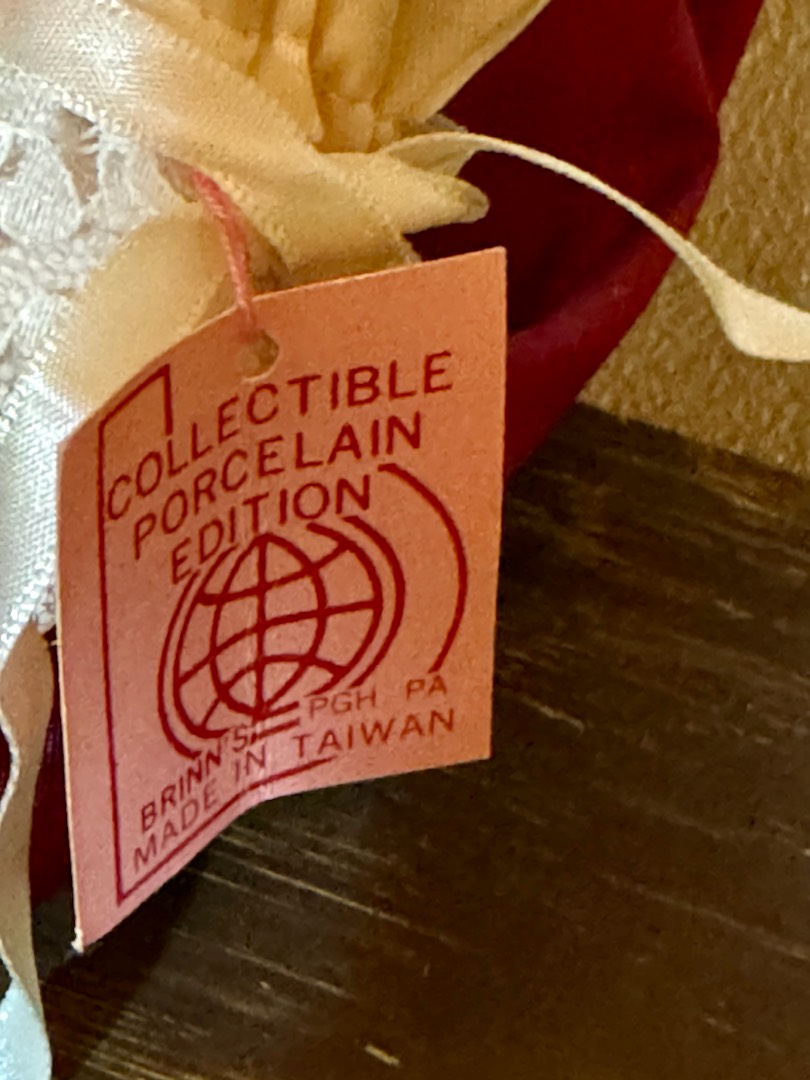 COLLECTIBLE
PORCELAIN
EDITION
BRINN'S PGH PA
MADE IN TAIWAN